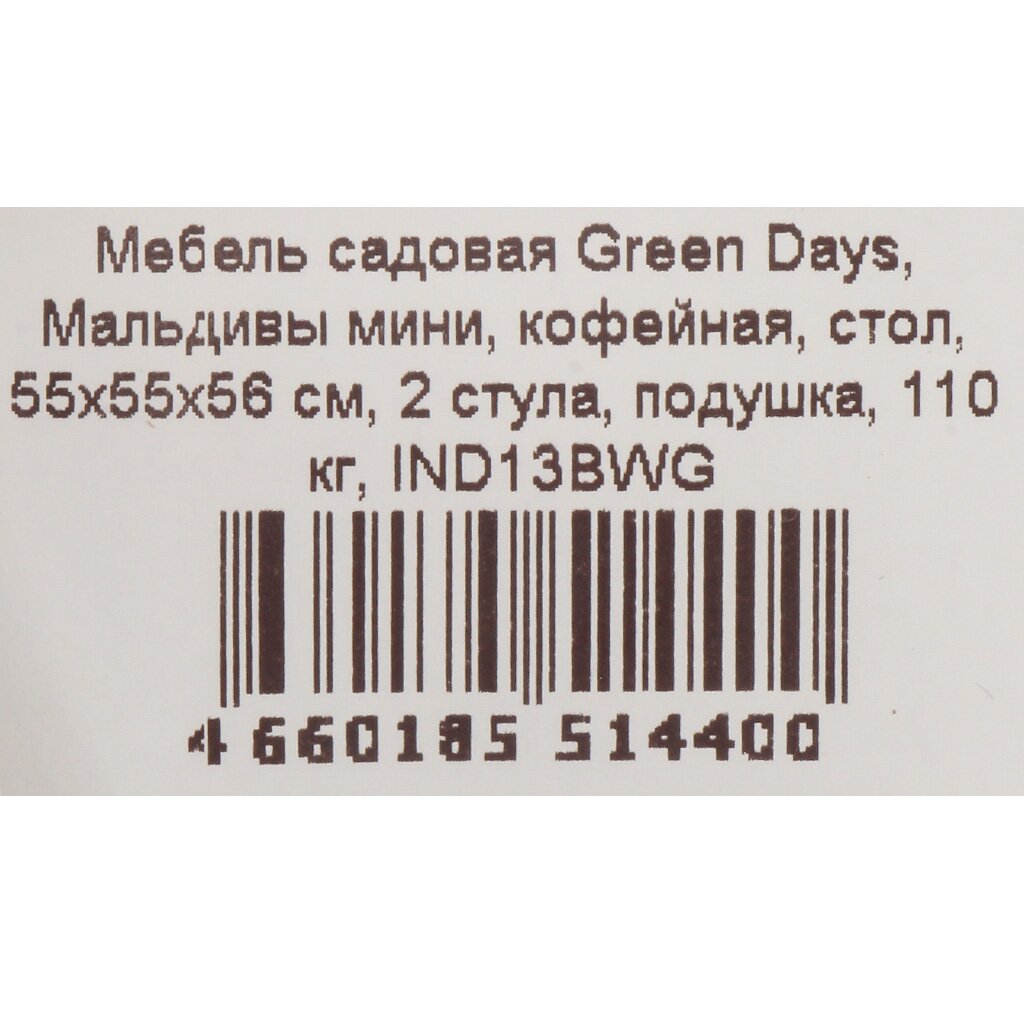 Мебель садовая Green Days,
Мальдивы мини, кофейная, стол,
55х55х56 см, 2 стула, подушка, 110
кг, IND13BWG
4 660185 514400